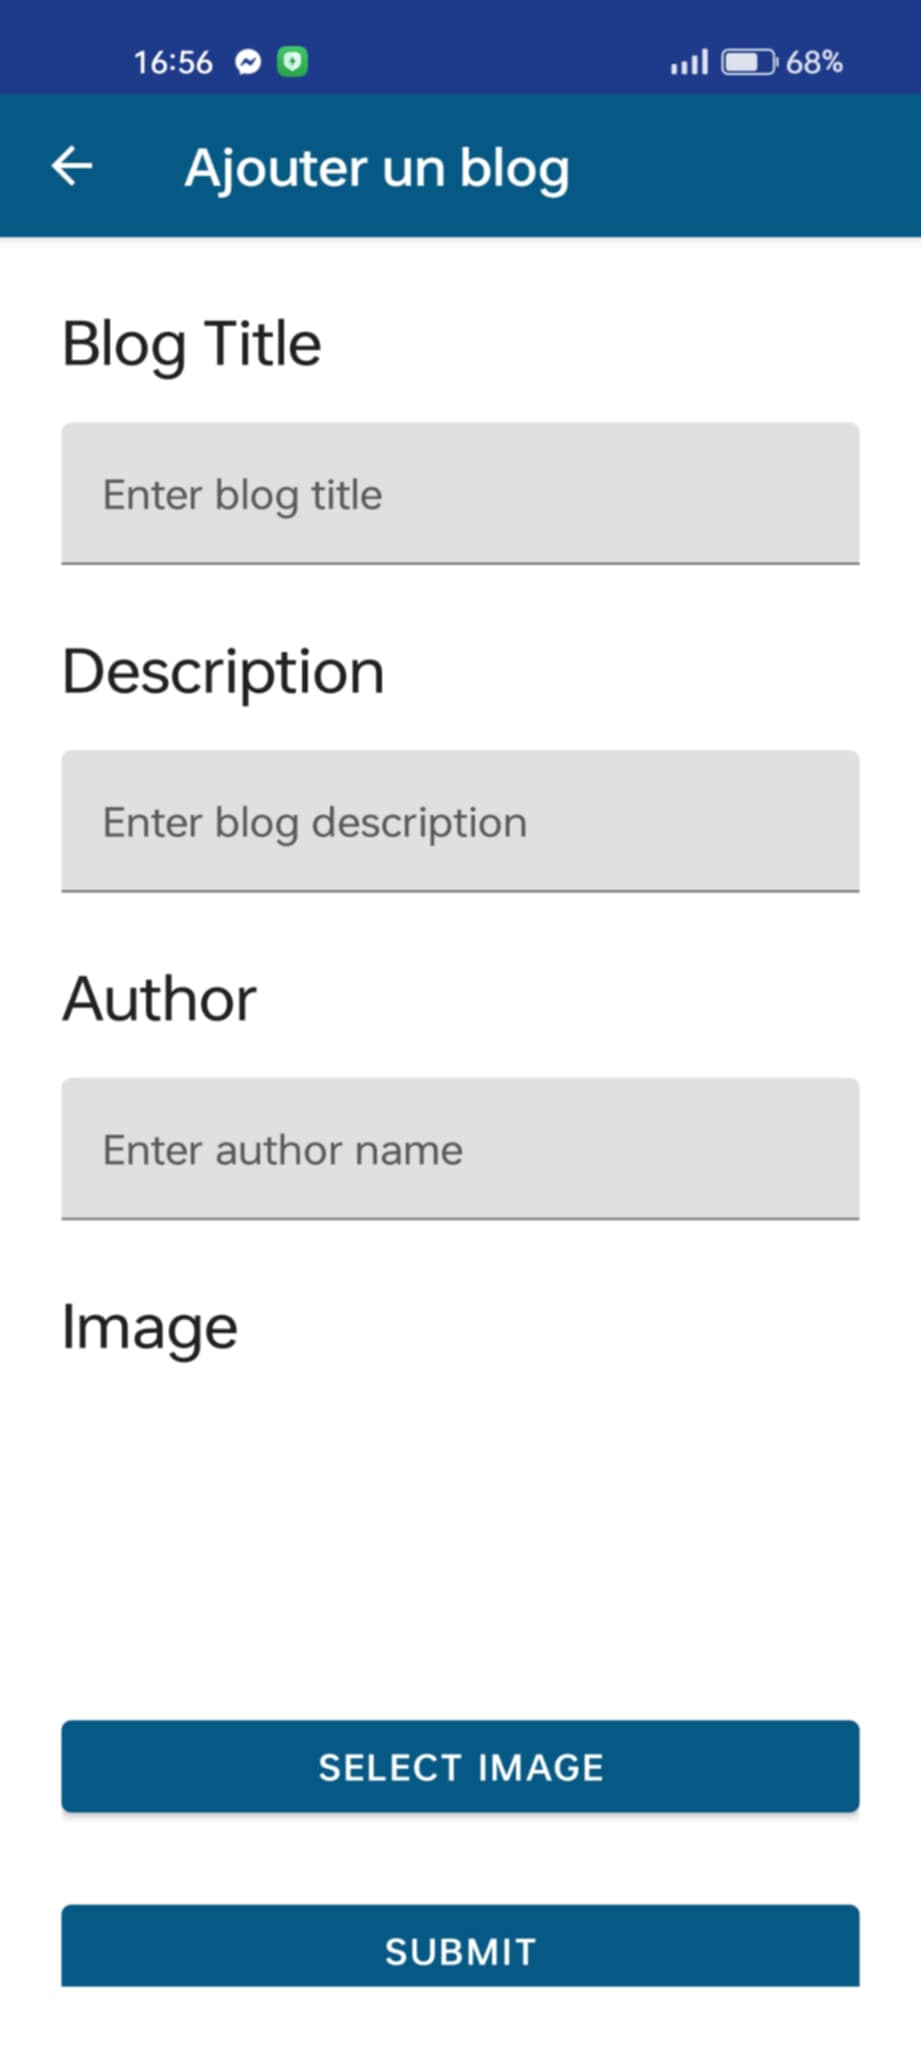 16:56 68%
Ajouter un blog
Blog Title
Enter blog title
Description
Enter blog description
Author
Enter author name
Image
SELECT IMAGE
SUBMIT